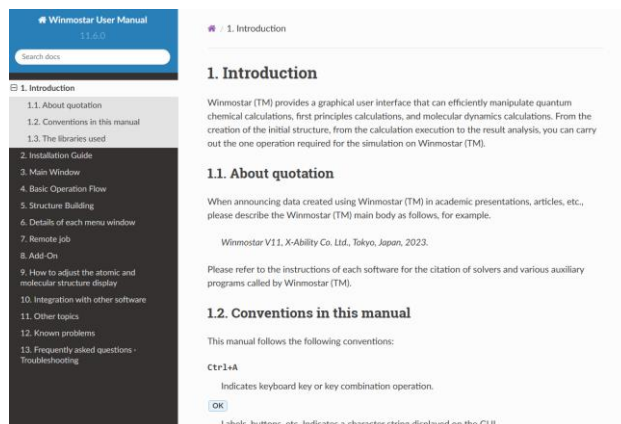 Winmostar User Manual
11.6.0
Search docs
1. Introduction
1.1. About quotation
1.2. Conventions in this manual
1.3. The libraries used
2. Installation Guide
3. Main Window
4. Basic Operation Flow
5. Structure Building
6. Details of each menu window
7. Remote job
8. Add-On
9. How to adjust the atomic and
molecular structure display
10. Integration with other software
11. Other topics
12. Known problems
13. Frequently asked questions -
Troubleshooting
/ 1. Introduction
1. Introduction
Winmostar (TM) provides a graphical user interface that can efficiently manipulate quantum
chemical calculations, first principles calculations, and molecular dynamics calculations. From the
creation of the initial structure, from the calculation execution to the result analysis, you can carry
out the one operation required for the simulation on Winmostar (TM).
1.1. About quotation
When announcing data created using Winmostar (TM) in academic presentations, articles, etc.,
please describe the Winmostar (TM) main body as follows, for example.
Winmostar V11, X-Ability Co. Ltd., Tokyo, Japan, 2023.
Please refer to the instructions of each software for the citation of solvers and various auxiliary
programs called by Winmostar (TM).
1.2. Conventions in this manual
This manual follows the following conventions:
Ctrl+A
Indicates keyboard key or key combination operation.
OK
Labels, buttons, etc. Indicates a character string displayed on the GUI.